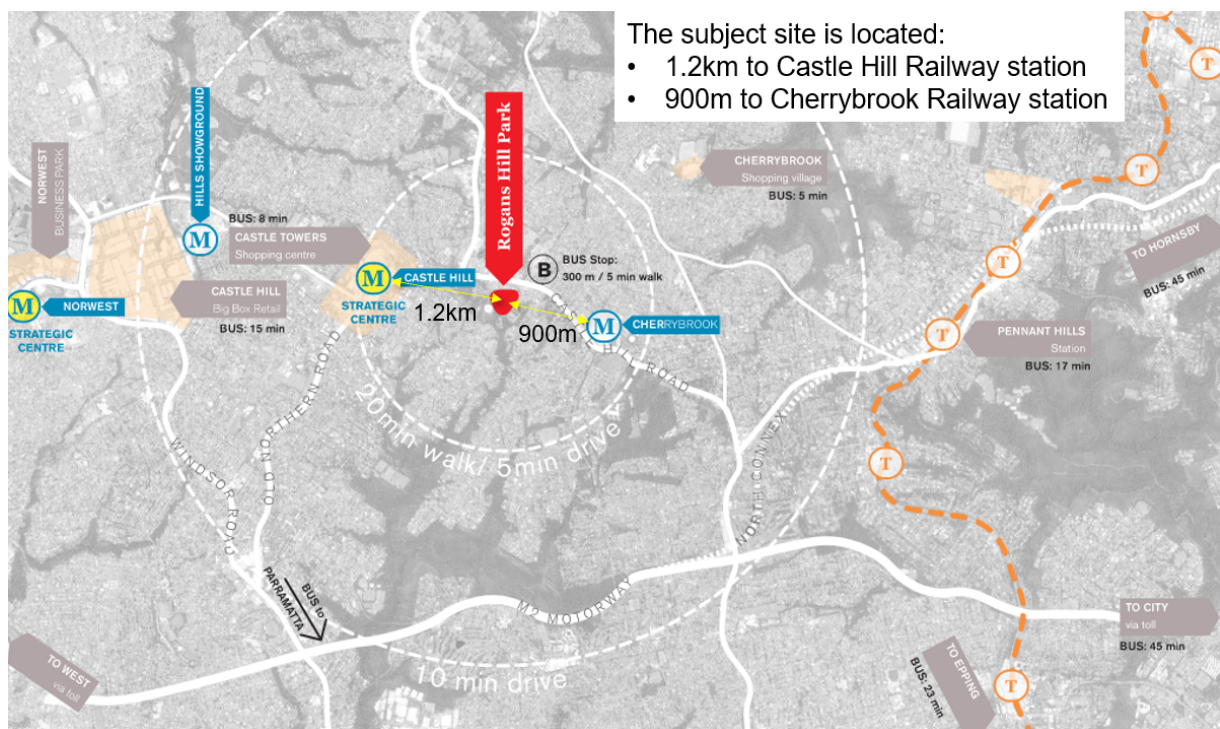 The subject site is located:
• 1.2km to Castle Hill Railway station
• 900m to Cherrybrook Railway station
NORWEST
BUSINESS PARK
HILLS SHOWGROUND
Rogans Hill Park
CHERRYBROOK
Shopping village
BUS: 5 min
T
T
T
T
T
T
TO HORNSBY
BUS: 45 min
BUS: 8 min
M
CASTLE TOWERS
Shopping centre
B
BUS Stop:
300 m / 5 min walk
M
CASTLE HILL
STRATEGIC
CENTRE
1.2km
900m
M
CHERRYBROOK
CASTLE HILL ROAD
CASTLE HILL
Big Box Retail
BUS: 15 min
M
NORWEST
STRATEGIC
CENTRE
PENNANT HILLS
Station
BUS: 17 min
OLD NORTHERN ROAD
WINDSOR ROAD
20min walk/ 5min drive
NORTH CONNEX
BUS to
PARRAMATTA
M2 MOTORWAY
10 min drive
TO WEST
via toll
TO CITY
via toll
BUS: 45 min
TO EPPING
BUS: 23 min
T